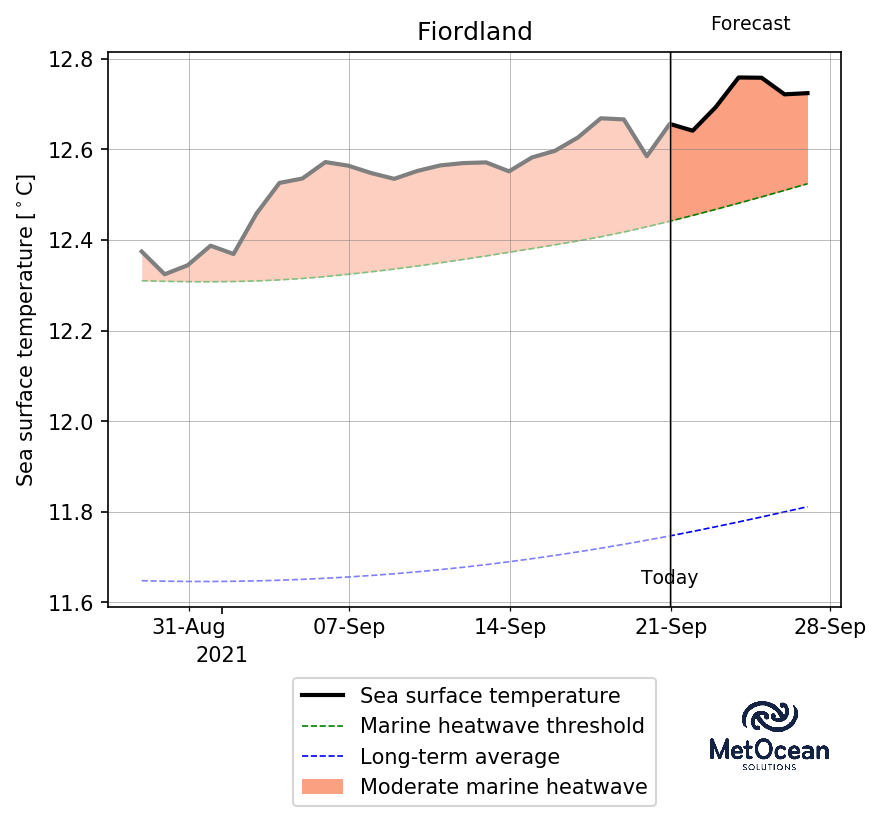 Forecast
Fiordland
12.8
12.6
12.4
12.2
12.0
11.8
11.6
Sea surface temperature [ °C]
Today
31-Aug 07-Sep 14-Sep 21-Sep 28-Sep
2021
Sea surface temperature
Marine heatwave threshold
Long-term average
Moderate marine heatwave
MetOcean
SOLUTIONS